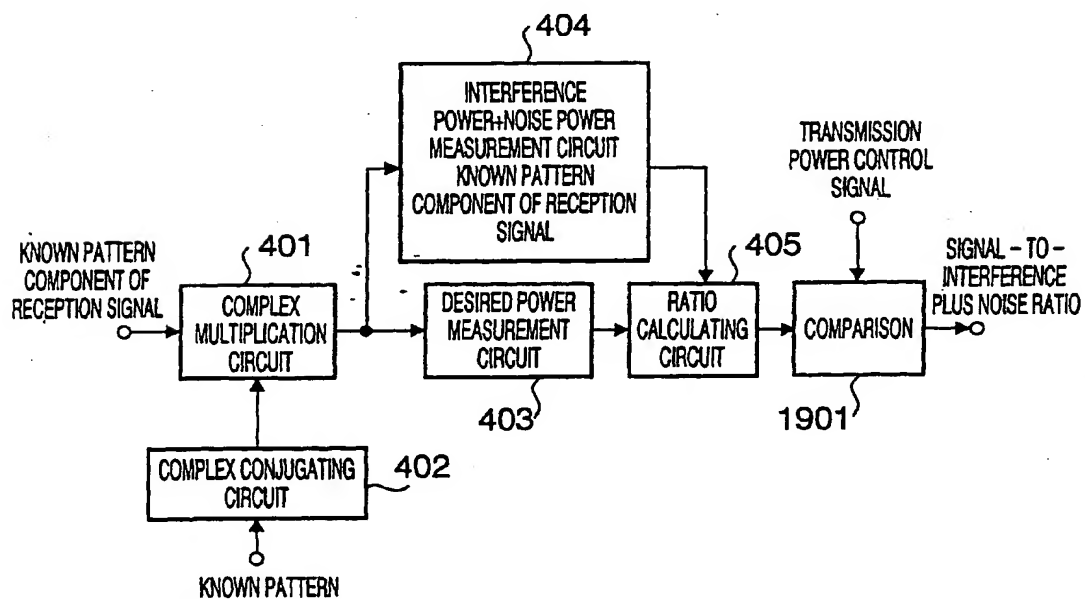 404
INTERFERENCE
POWER+NOISE POWER
MEASUREMENT CIRCUIT
KNOWN PATTERN
COMPONENT OF RECEPTION
SIGNAL
TRANSMISSION
POWER CONTROL
SIGNAL
KNOWN PATTERN
COMPONENT OF
RECEPTION SIGNAL
401
COMPLEX
MULTIPLICATION
CIRCUIT
DESIRED POWER
MEASUREMENT
CIRCUIT
403
405
RATIO
CALCULATING
CIRCUIT
COMPARISON
1901
SIGNAL - TO -
INTERFERENCE
PLUS NOISE RATIO
COMPLEX CONJUGATING
CIRCUIT
402
KNOWN PATTERN